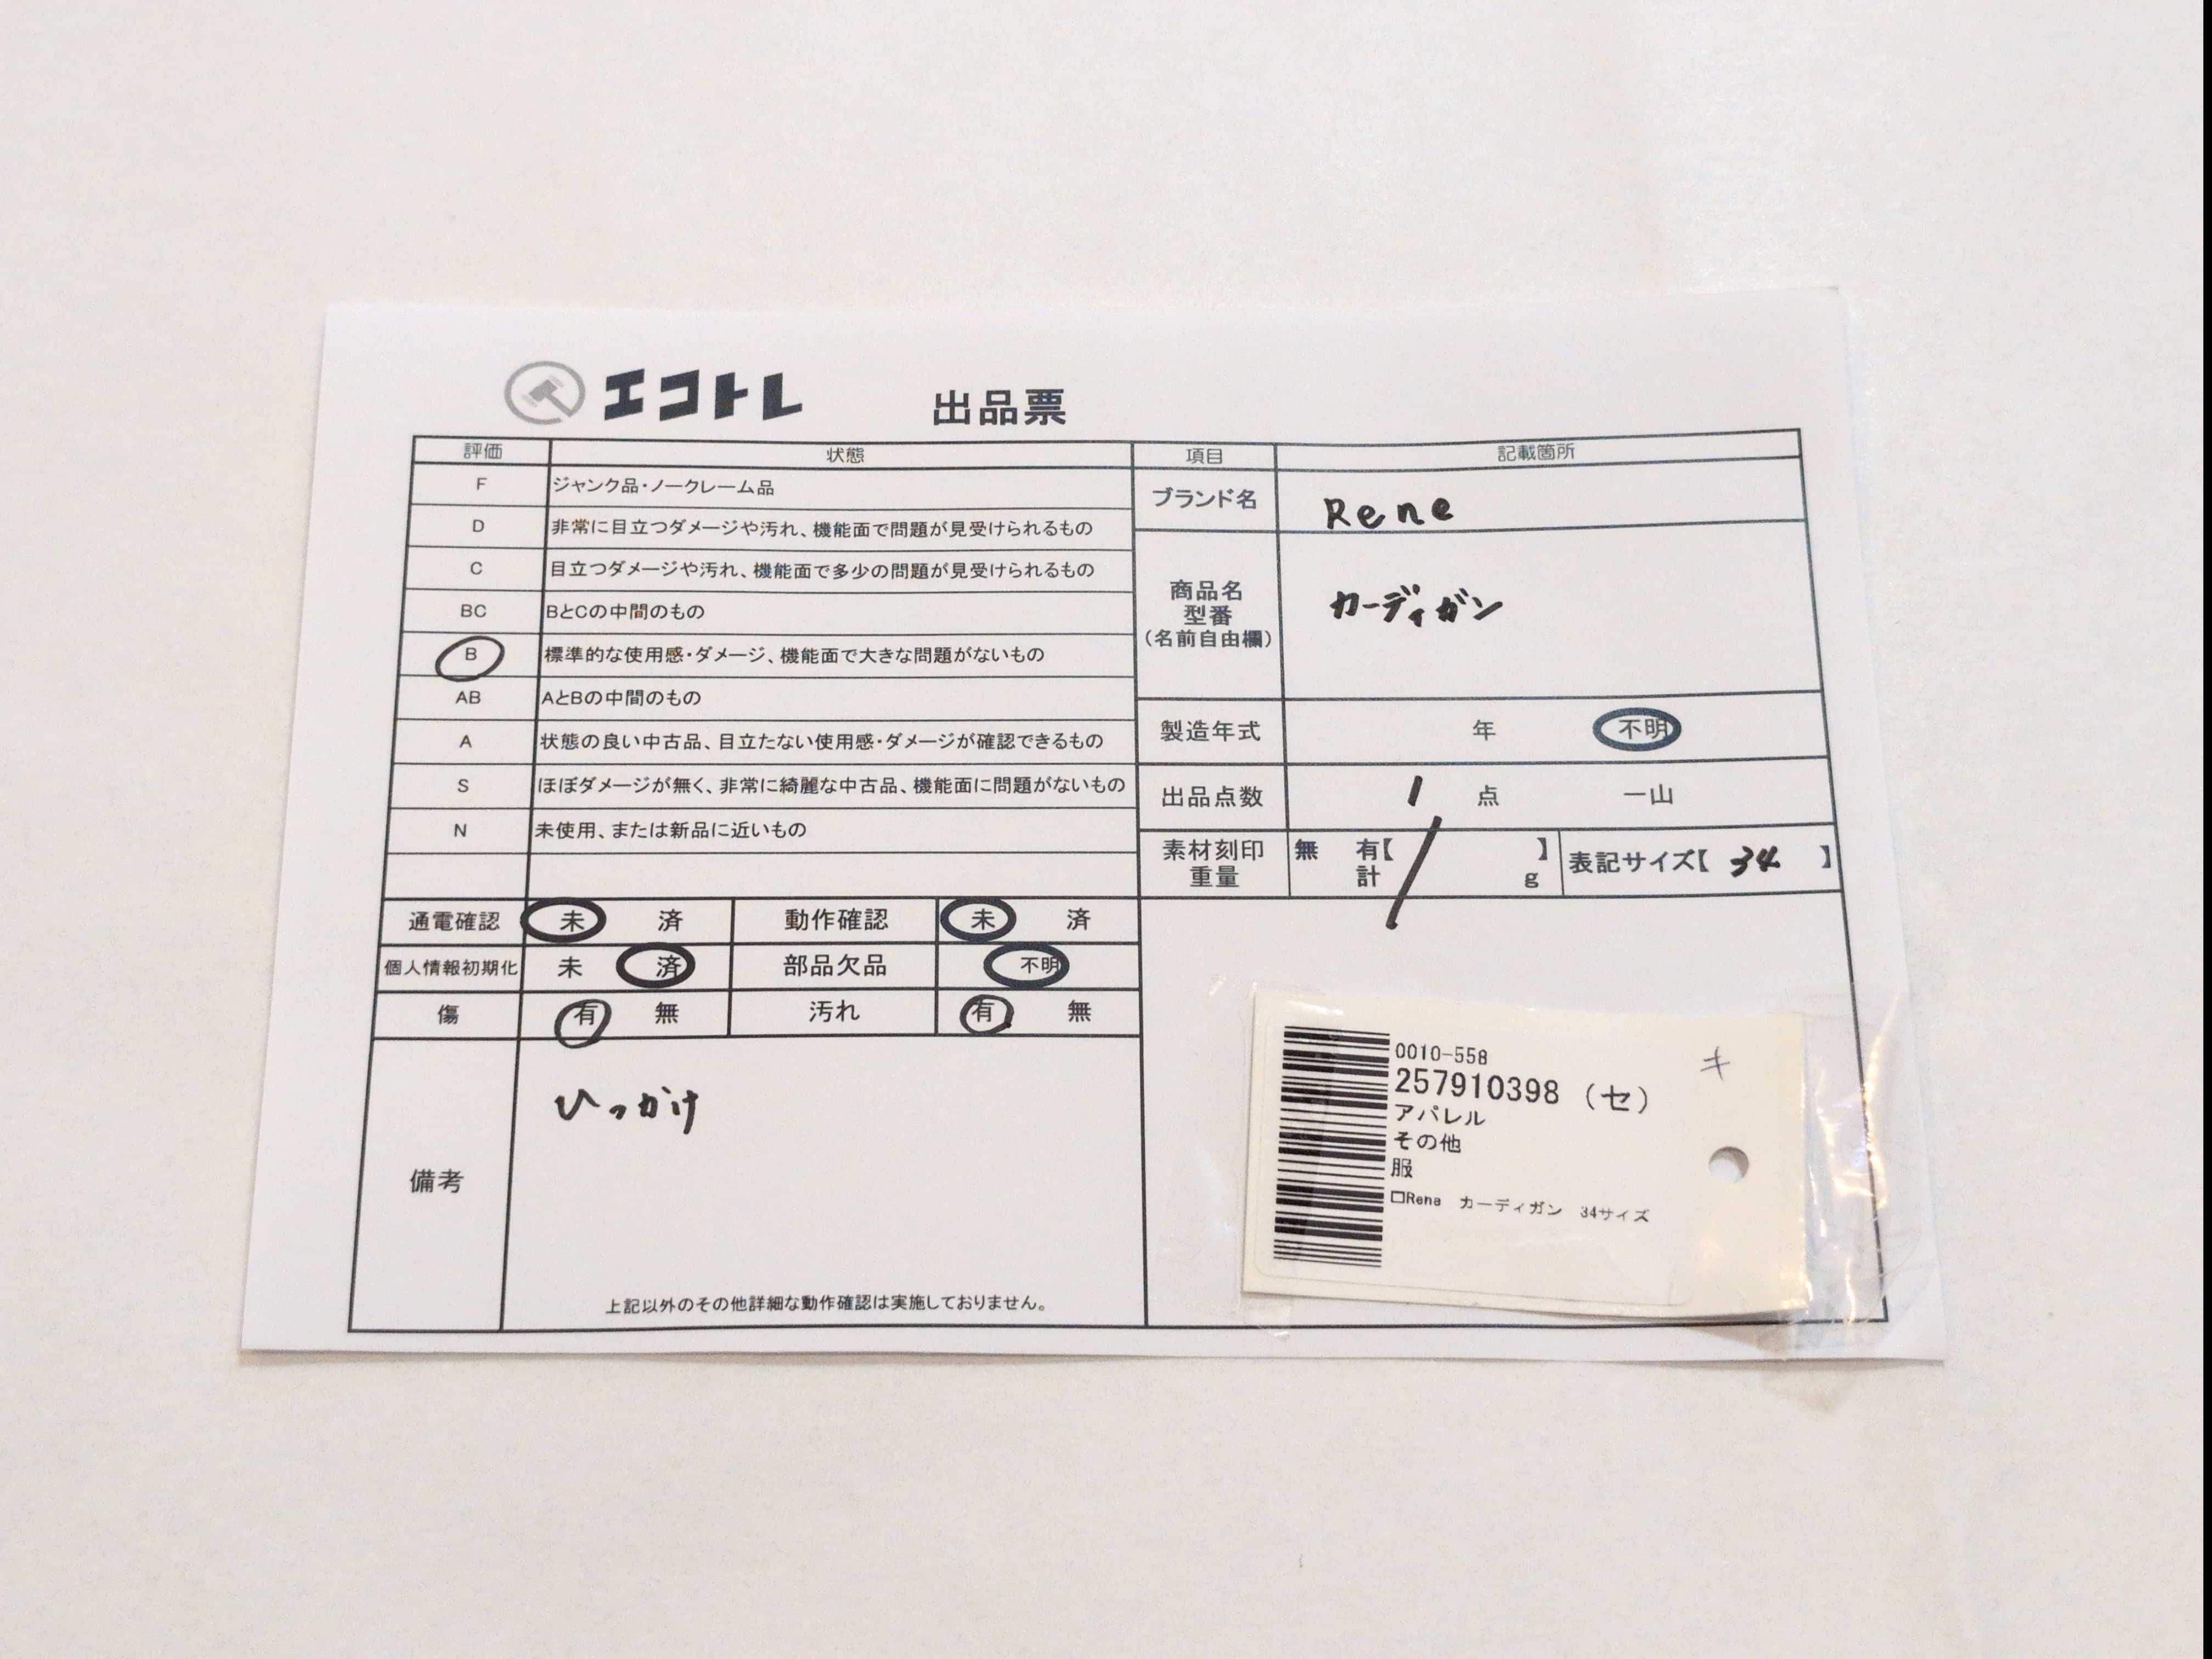 エコトレ 出品票
評価 状態 項目 記載箇所
F ジャンク品・ノークレーム品
D 非常に目立つダメージや汚れ、機能面で問題が見受けられるもの
C 目立つダメージや汚れ、機能面で多少の問題が見受けられるもの
BC BとCの中間のもの
B 標準的な使用感・ダメージ、機能面で大きな問題がないもの
AB AとBの中間のもの
A 状態の良い中古品、目立たない使用感・ダメージが確認できるもの
S ほぼダメージが無く、非常に綺麗な中古品、機能面に問題がないもの
N 未使用、または新品に近いもの
ブランド名 Rene
商品名
型番
(名前自由欄)
カーディガン
製造年式 年 不明
出品点数 1 点 一山
素材刻印 無 有【 】
重量 計 g
表記サイズ【 34 】
通電確認 未 済 動作確認 未 済
個人情報初期化 未 済 部品欠品 不明
傷 有 無 汚れ 有 無
備考
ひっかけ
上記以外のその他詳細な動作確認は実施しておりません。
0010-558
キ
257910398 (セ)
アパレル
その他
服
□Rene カーディガン 34サイズ